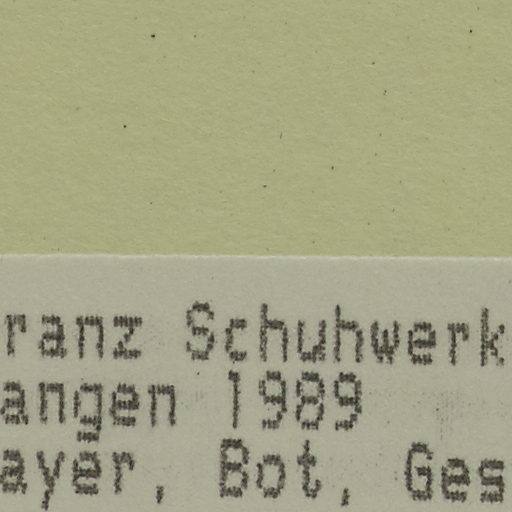 ranz Schuhwerk
angen 1989
ayer, Bot, Ges